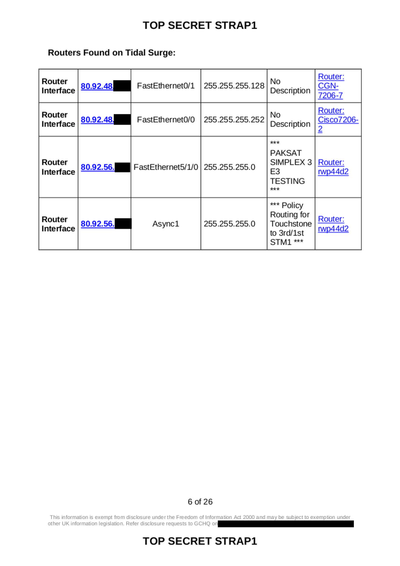 TOP SECRET STRAP1
Routers Found on Tidal Surge:
Router Interface 80.92.48. FastEthernet0/1 255.255.255.128 No Description Router: CGN-7206-7
Router Interface 80.92.48. FastEthernet0/0 255.255.255.252 No Description Router: Cisco7206-2
Router Interface 80.92.56. FastEthernet5/1/0 255.255.255.0 *** PAKSAT SIMPLEX 3 E3 TESTING *** Router: rwp44d2
Router Interface 80.92.56. Async1 255.255.255.0 *** Policy Routing for Touchstone to 3rd/1st STM1 *** Router: rwp44d2
6 of 26
This information is exempt from disclosure under the Freedom of Information Act 2000 and may be subject to exemption under
other UK information legislation. Refer disclosure requests to GCHQ on
TOP SECRET STRAP1